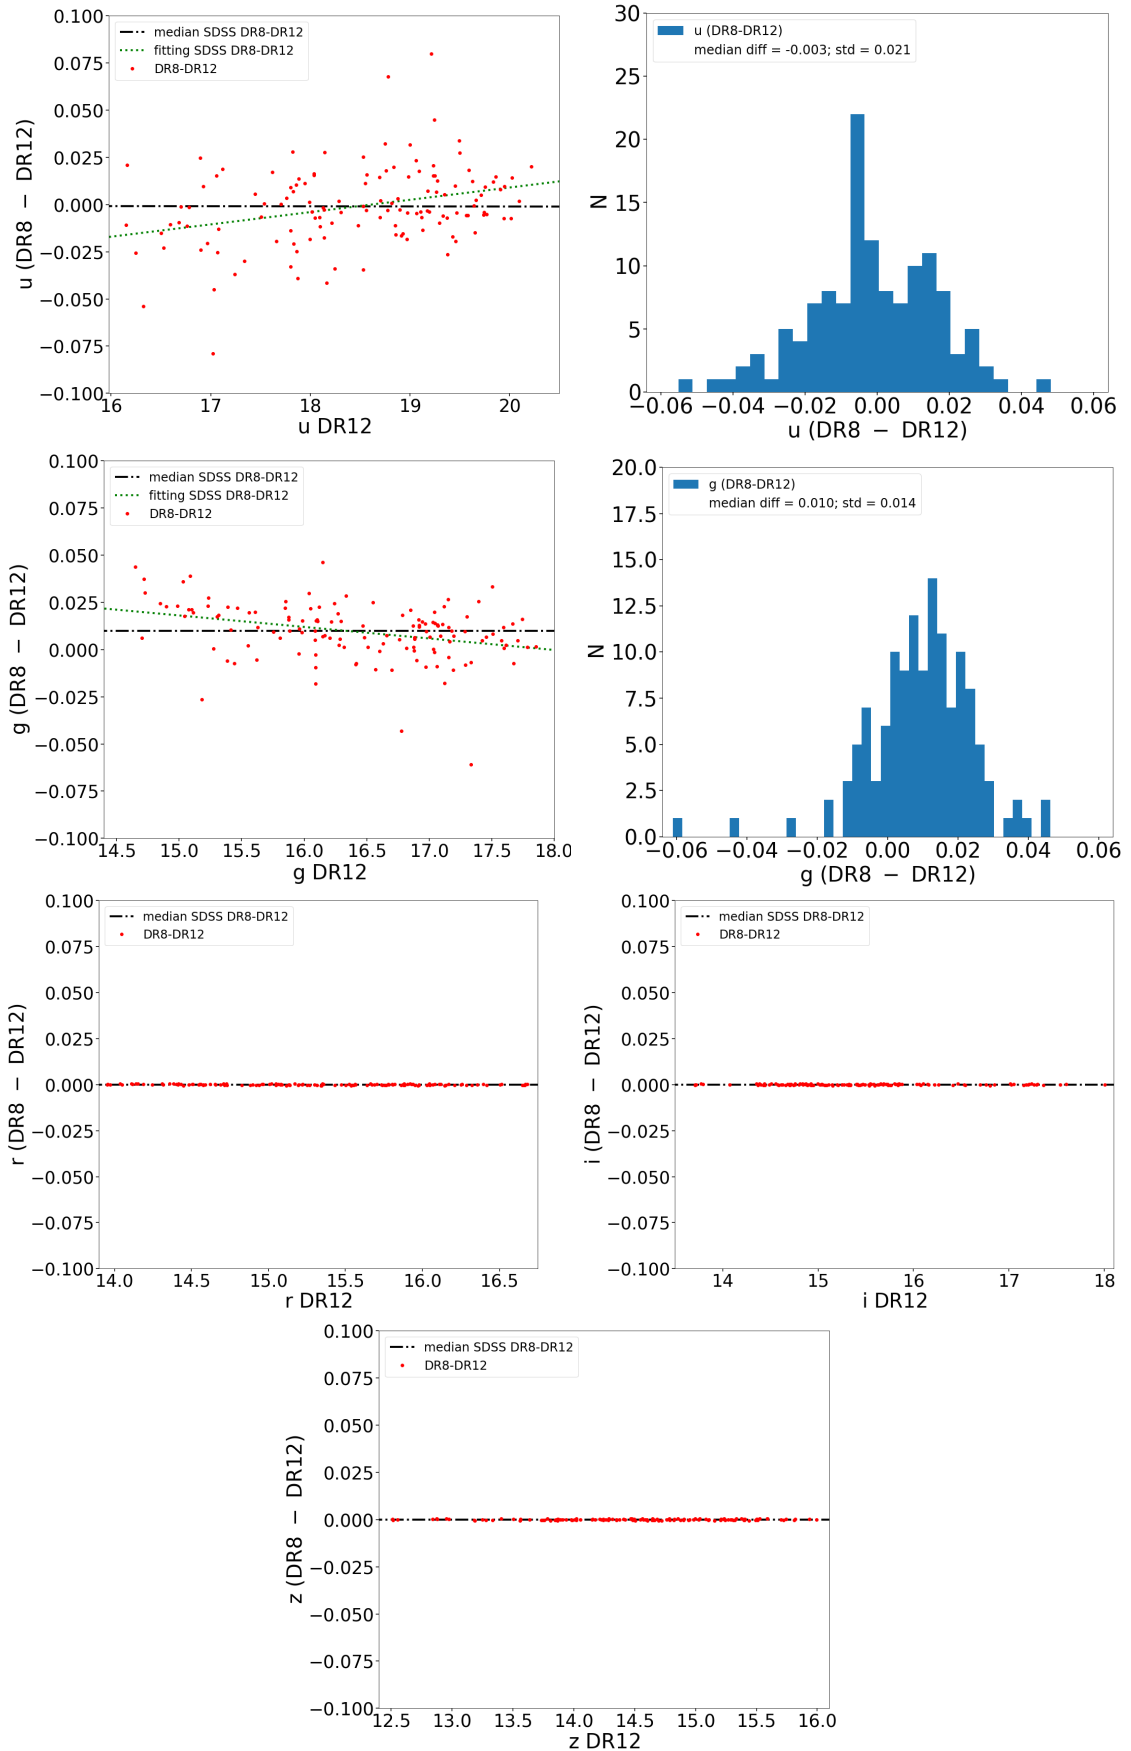 0.100
0.075
0.050
0.025
0.000
−0.025
−0.050
−0.075
−0.100
u (DR8 − DR12)
median SDSS DR8-DR12
fitting SDSS DR8-DR12
DR8-DR12
16 17 18 19 20
u DR12
30
25
20
15
10
5
0
N
u (DR8-DR12)
median diff = -0.003; std = 0.021
−0.06 −0.04 −0.02 0.00 0.02 0.04 0.06
u (DR8 − DR12)
0.100
0.075
0.050
0.025
0.000
−0.025
−0.050
−0.075
−0.100
g (DR8 − DR12)
median SDSS DR8-DR12
fitting SDSS DR8-DR12
DR8-DR12
14.5 15.0 15.5 16.0 16.5 17.0 17.5 18.0
g DR12
20.0
17.5
15.0
12.5
10.0
7.5
5.0
2.5
0.0
N
g (DR8-DR12)
median diff = 0.010; std = 0.014
−0.06 −0.04 −0.02 0.00 0.02 0.04 0.06
g (DR8 − DR12)
0.100
0.075
0.050
0.025
0.000
−0.025
−0.050
−0.075
−0.100
r (DR8 − DR12)
median SDSS DR8-DR12
DR8-DR12
14.0 14.5 15.0 15.5 16.0 16.5
r DR12
0.100
0.075
0.050
0.025
0.000
−0.025
−0.050
−0.075
−0.100
i (DR8 − DR12)
median SDSS DR8-DR12
DR8-DR12
14 15 16 17 18
i DR12
0.100
0.075
0.050
0.025
0.000
−0.025
−0.050
−0.075
−0.100
z (DR8 − DR12)
median SDSS DR8-DR12
DR8-DR12
12.5 13.0 13.5 14.0 14.5 15.0 15.5 16.0
z DR12